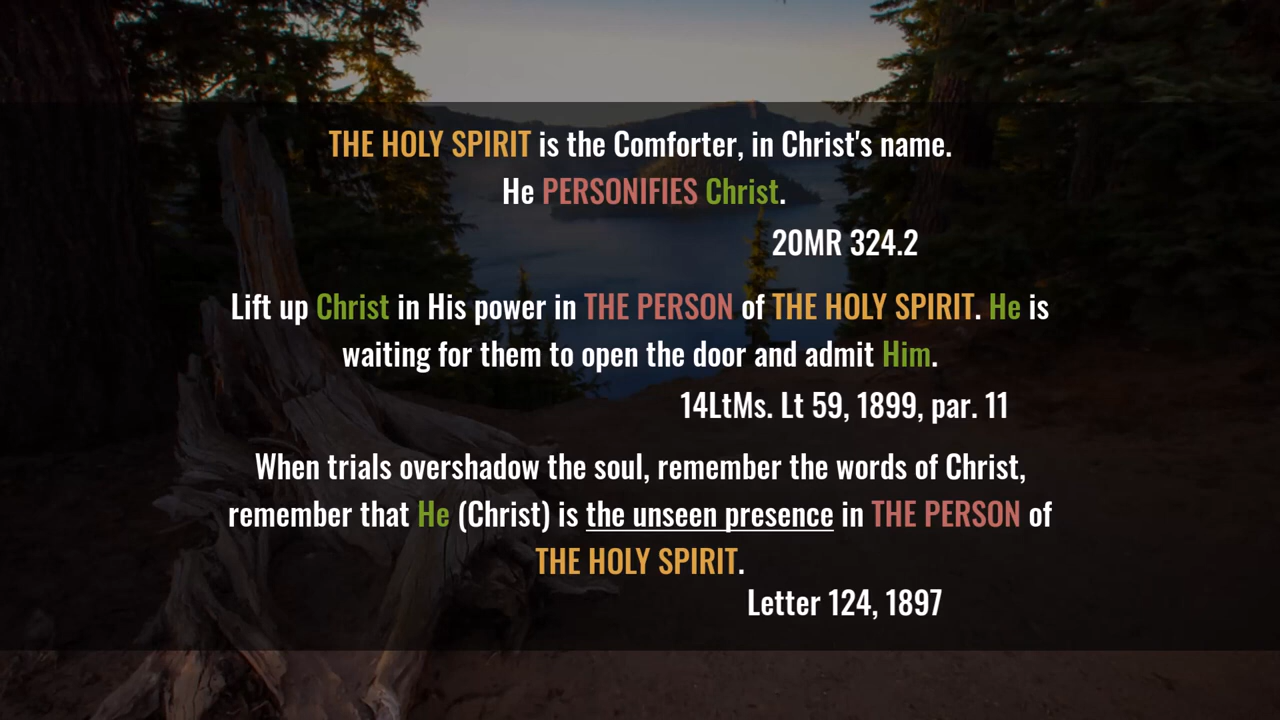 THE HOLY SPIRIT is the Comforter, in Christ's name.
He PERSONIFIES Christ.
20MR 324.2
Lift up Christ in His power in THE PERSON of THE HOLY SPIRIT. He is
waiting for them to open the door and admit Him.
14LtMs. Lt 59, 1899, par. 11
When trials overshadow the soul, remember the words of Christ,
remember that He (Christ) is the unseen presence in THE PERSON of
THE HOLY SPIRIT.
Letter 124, 1897